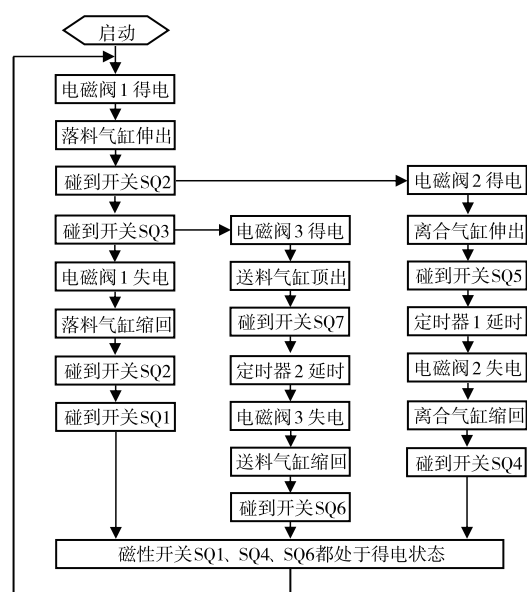 启动
电磁阀1得电
落料气缸伸出
碰到开关SQ2
碰到开关SQ3
电磁阀1失电
落料气缸缩回
碰到开关SQ2
碰到开关SQ1
电磁阀3得电
送料气缸顶出
碰到开关SQ7
定时器2延时
电磁阀3失电
送料气缸缩回
碰到开关SQ6
电磁阀2得电
离合气缸伸出
碰到开关SQ5
定时器1延时
电磁阀2失电
离合气缸缩回
碰到开关SQ4
磁性开关SQ1、SQ4、SQ6都处于得电状态